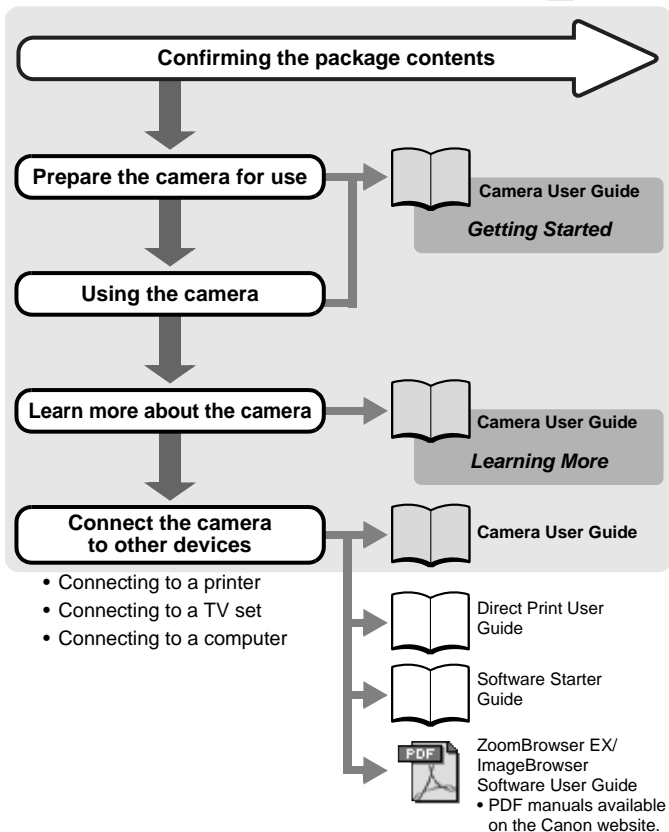 Confirming the package contents
Prepare the camera for use
Camera User Guide
Getting Started
Using the camera
Learn more about the camera
Camera User Guide
Learning More
Connect the camera
to other devices
Camera User Guide
• Connecting to a printer
• Connecting to a TV set
• Connecting to a computer
Direct Print User
Guide
Software Starter
Guide
PDF
ZoomBrowser EX/
ImageBrowser
Software User Guide
• PDF manuals available
on the Canon website.